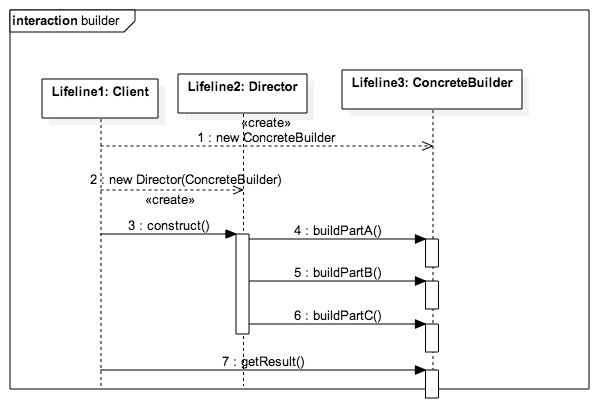 interaction builder
Lifeline1: Client
Lifeline2: Director
Lifeline3: ConcreteBuilder
«create»
1 : new ConcreteBuilder
2 : new Director(ConcreteBuilder)
«create»
3 : construct()
4 : buildPartA()
5 : buildPartB()
6 : buildPartC()
7 : getResult()